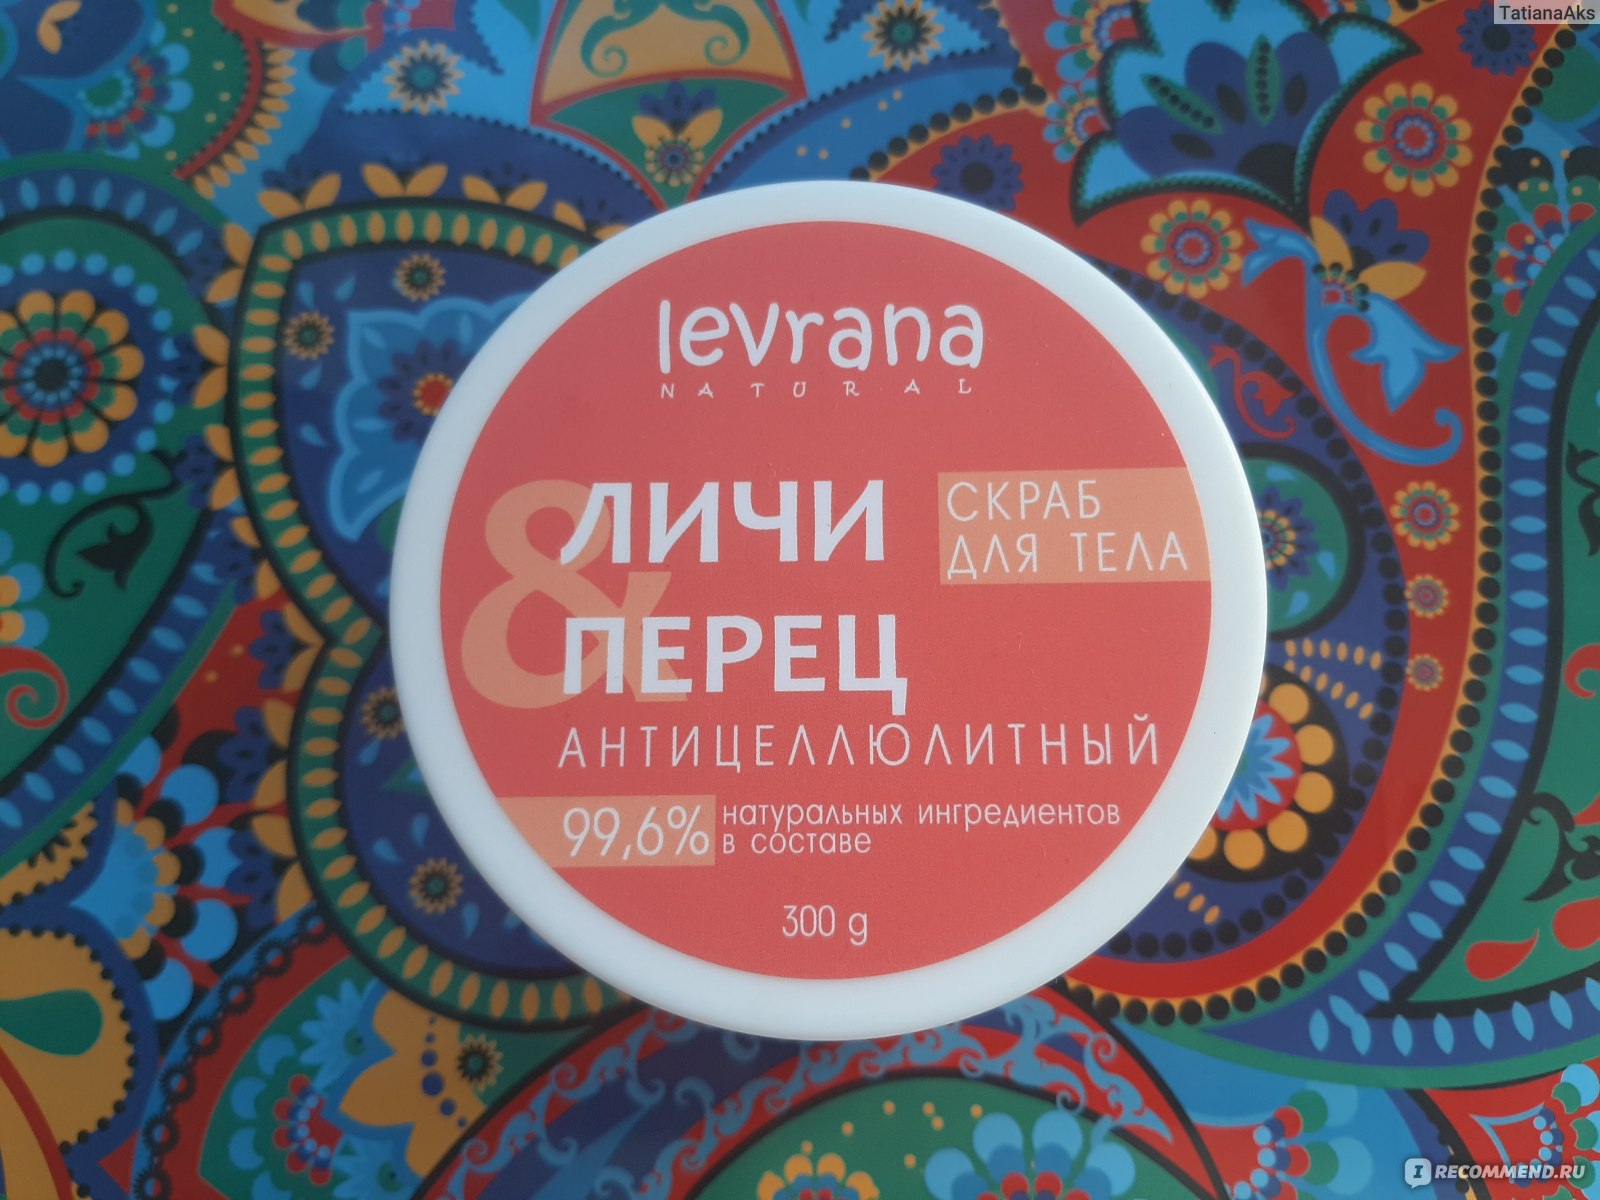 TatianaAks
levrana
NATURAL
ЛИЧИ
&
ПЕРЕЦ
СКРАБ
ДЛЯ ТЕЛА
АНТИЦЕЛЛЮЛИТНЫЙ
99,6%
натуральных ингредиентов
в составе
300 g
IRECOMMEND.RU